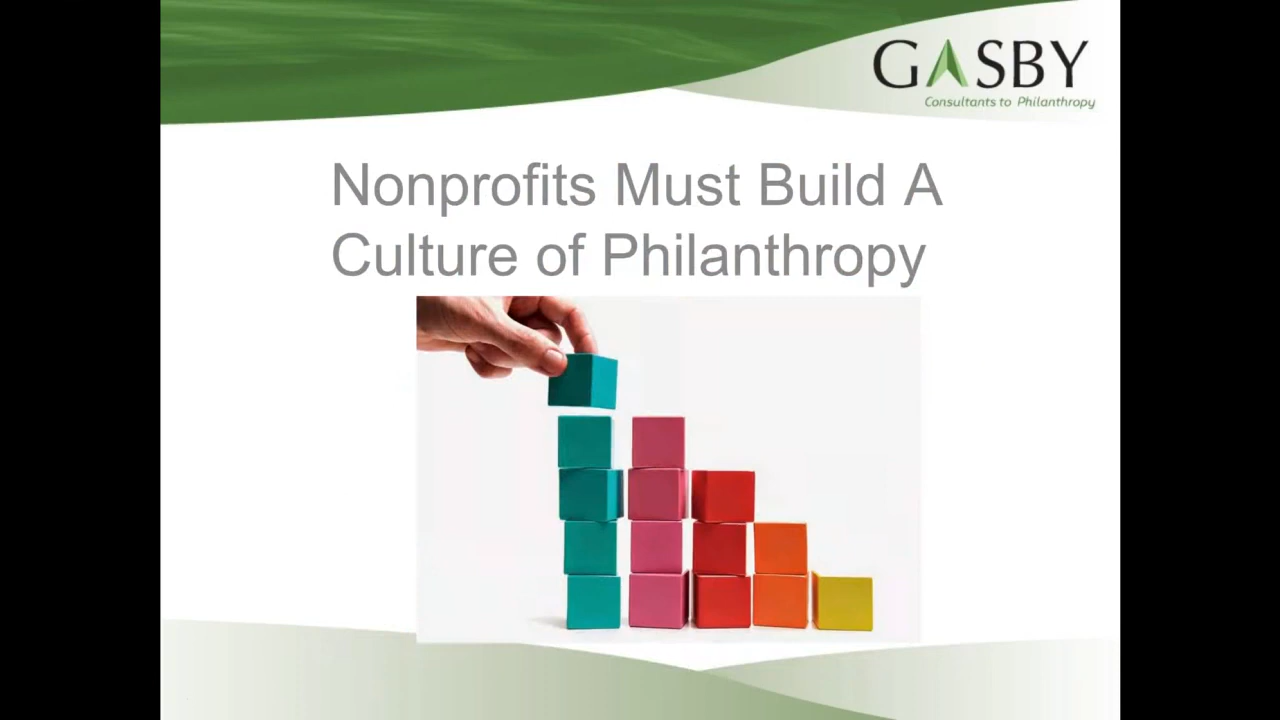 GASBY
Consultants to Philanthropy
Nonprofits Must Build A
Culture of Philanthropy